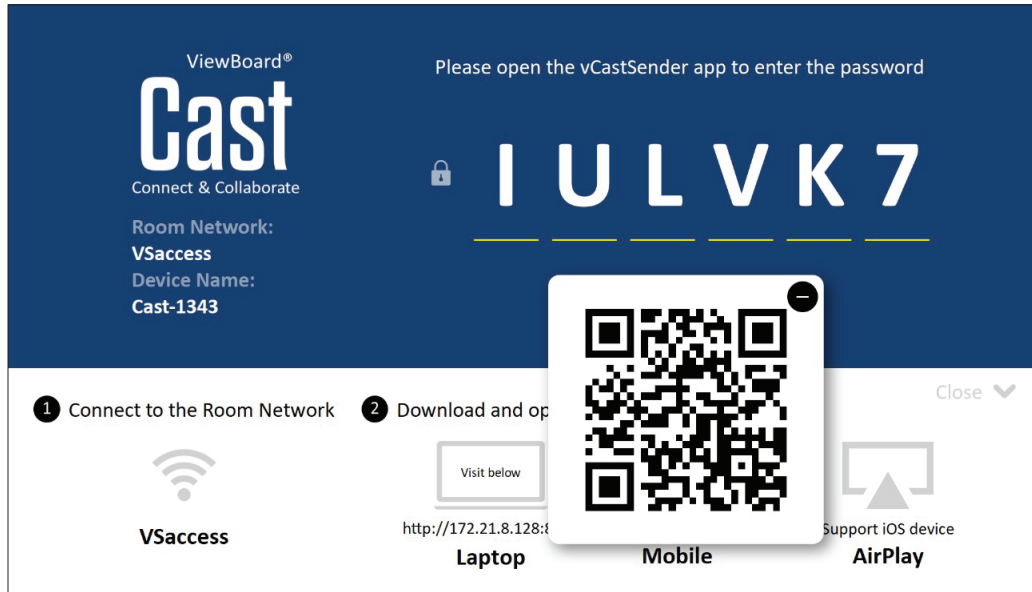 ViewBoard®
Cast
Connect & Collaborate
Room Network:
VSaccess
Device Name:
Cast-1343
Please open the vCastSender app to enter the password
I U L V K 7
1 Connect to the Room Network
VSaccess
2 Download and op
Visit below
http://172.21.8.128:8
Laptop
Mobile
Close
Support iOS device
AirPlay